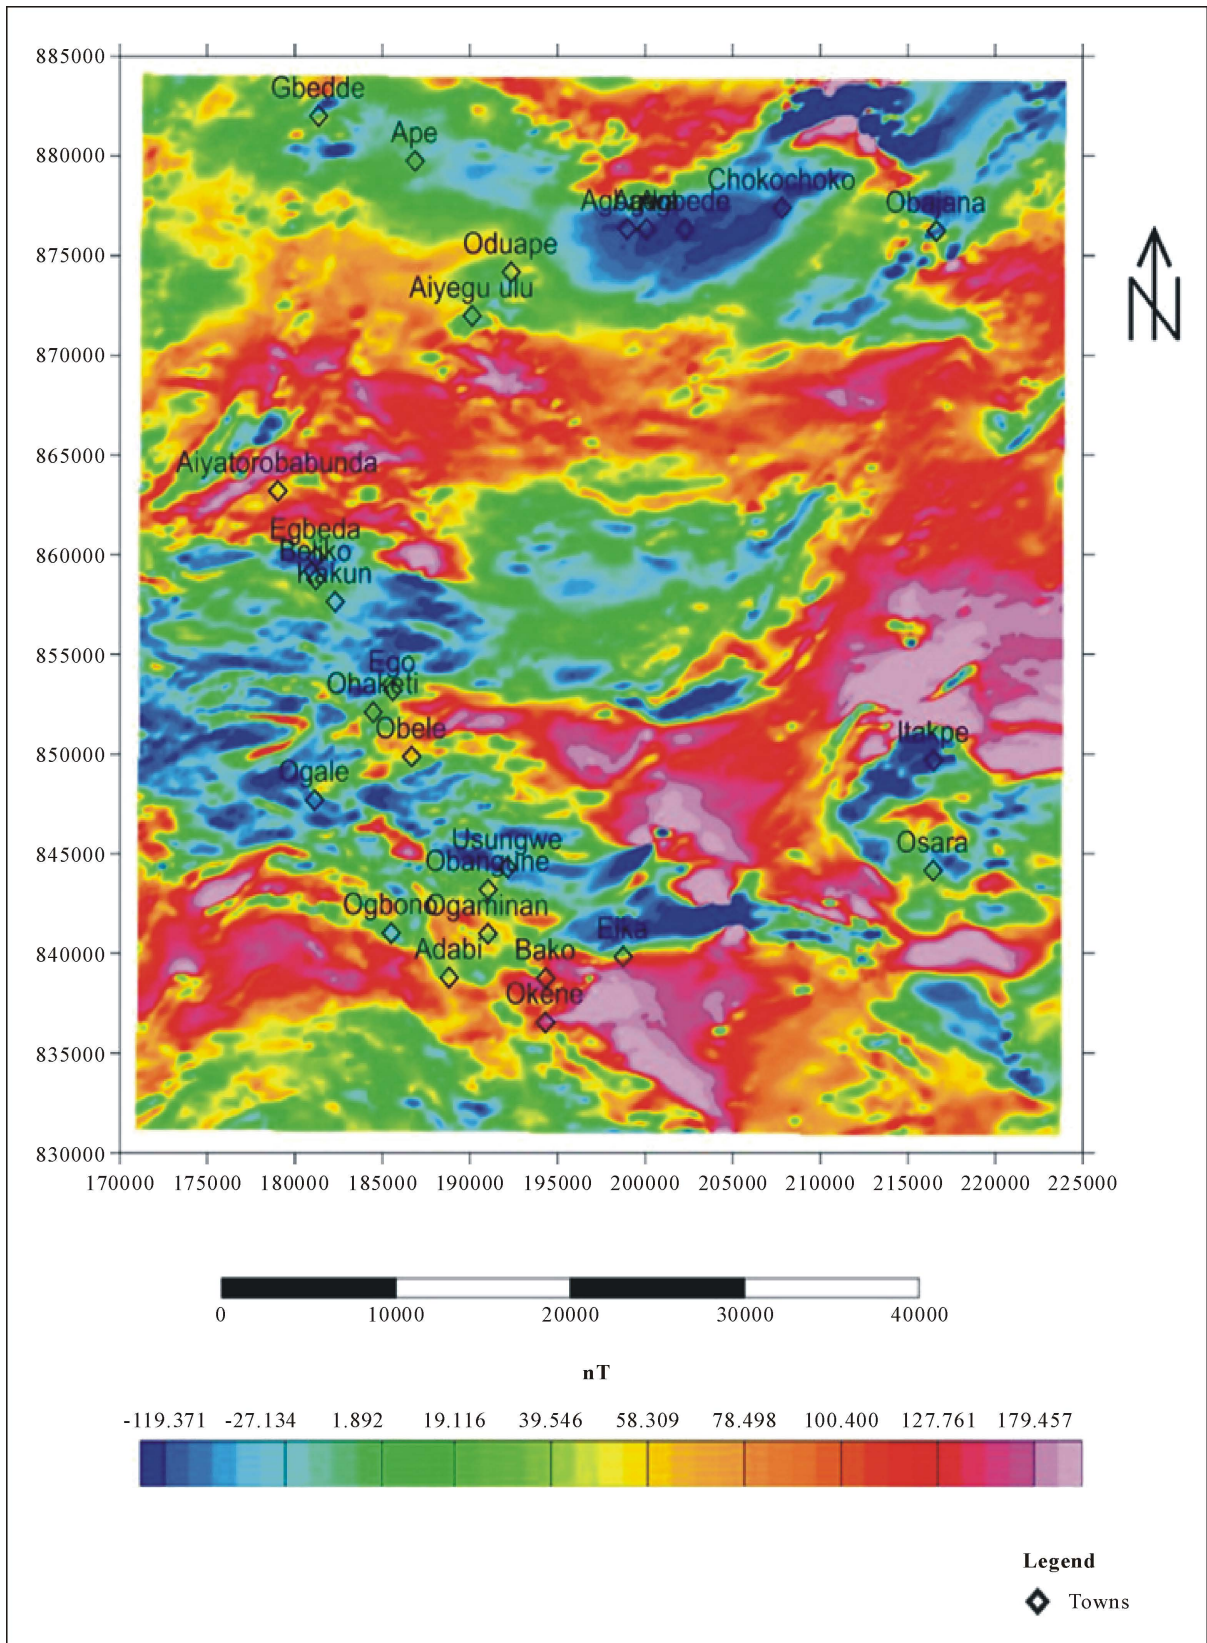 885000
Gbedde
Ape
880000
Chokochoko
Obajana
Oduape
875000
Aiyegu ulu
870000
865000
Aiyatorobabunda
Egbeda
860000
Kakun
855000
Ego
Ohaketi
Obele
Itakpe
850000
Ogale
Usungwe
845000
Osara
Obangune
Ogbono
Ogaminan
Eika
840000
Adabi
Bako
Okene
835000
830000
170000 175000 180000 185000 190000 195000 200000 205000 210000 215000 220000 225000
N
0 10000 20000 30000 40000
nT
-119.371 -27.134 1.892 19.116 39.546 58.309 78.498 100.400 127.761 179.457
Legend
Towns